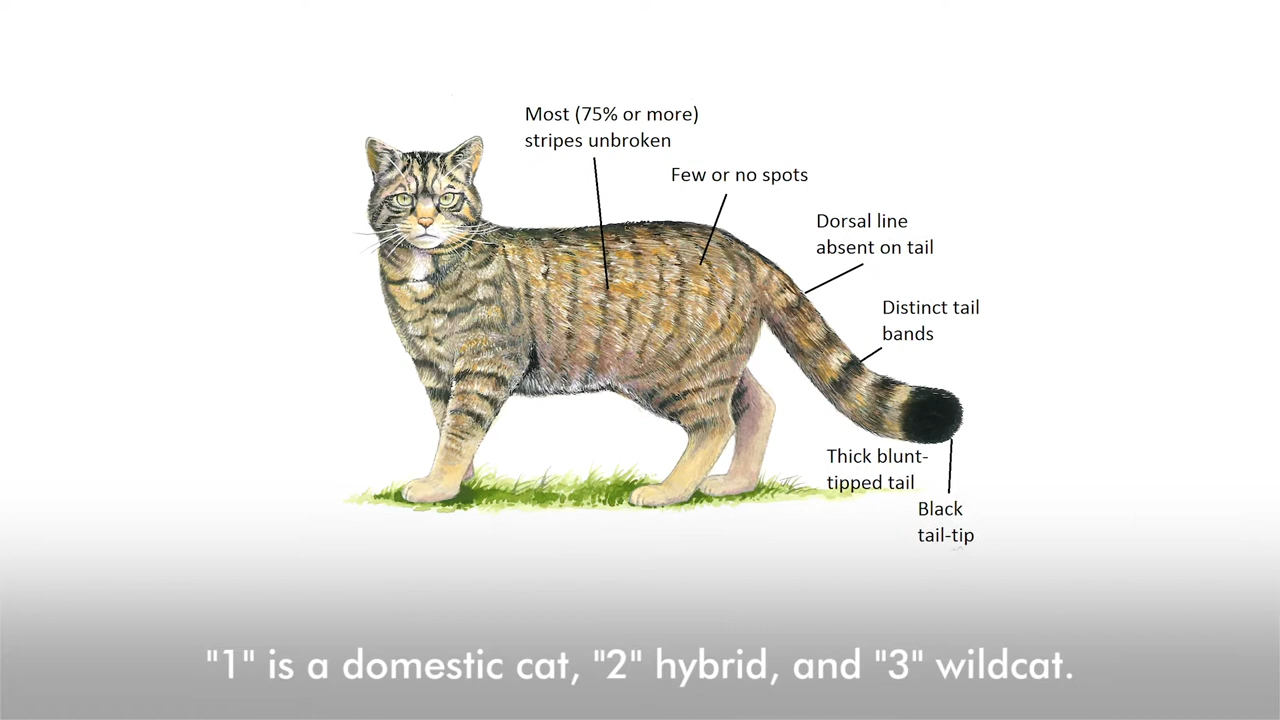 Most (75% or more)
stripes unbroken
Few or no spots
Dorsal line
absent on tail
Distinct tail
bands
Thick blunt-
tipped tail
Black
tail-tip
"1" is a domestic cat, "2" hybrid, and "3" wildcat.